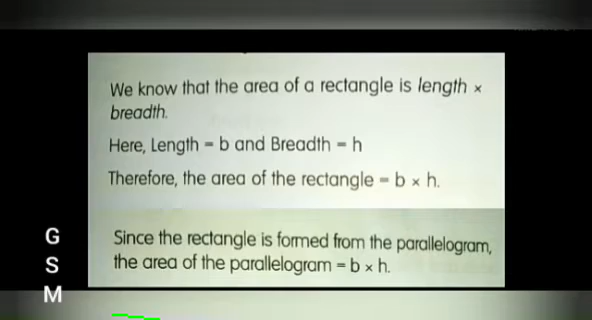 We know that the area of a rectangle is length ×
breadth.
Here, Length = b and Breadth = h
Therefore, the area of the rectangle = b × h.
Since the rectangle is formed from the parallelogram,
the area of the parallelogram = b × h.
G
S
M